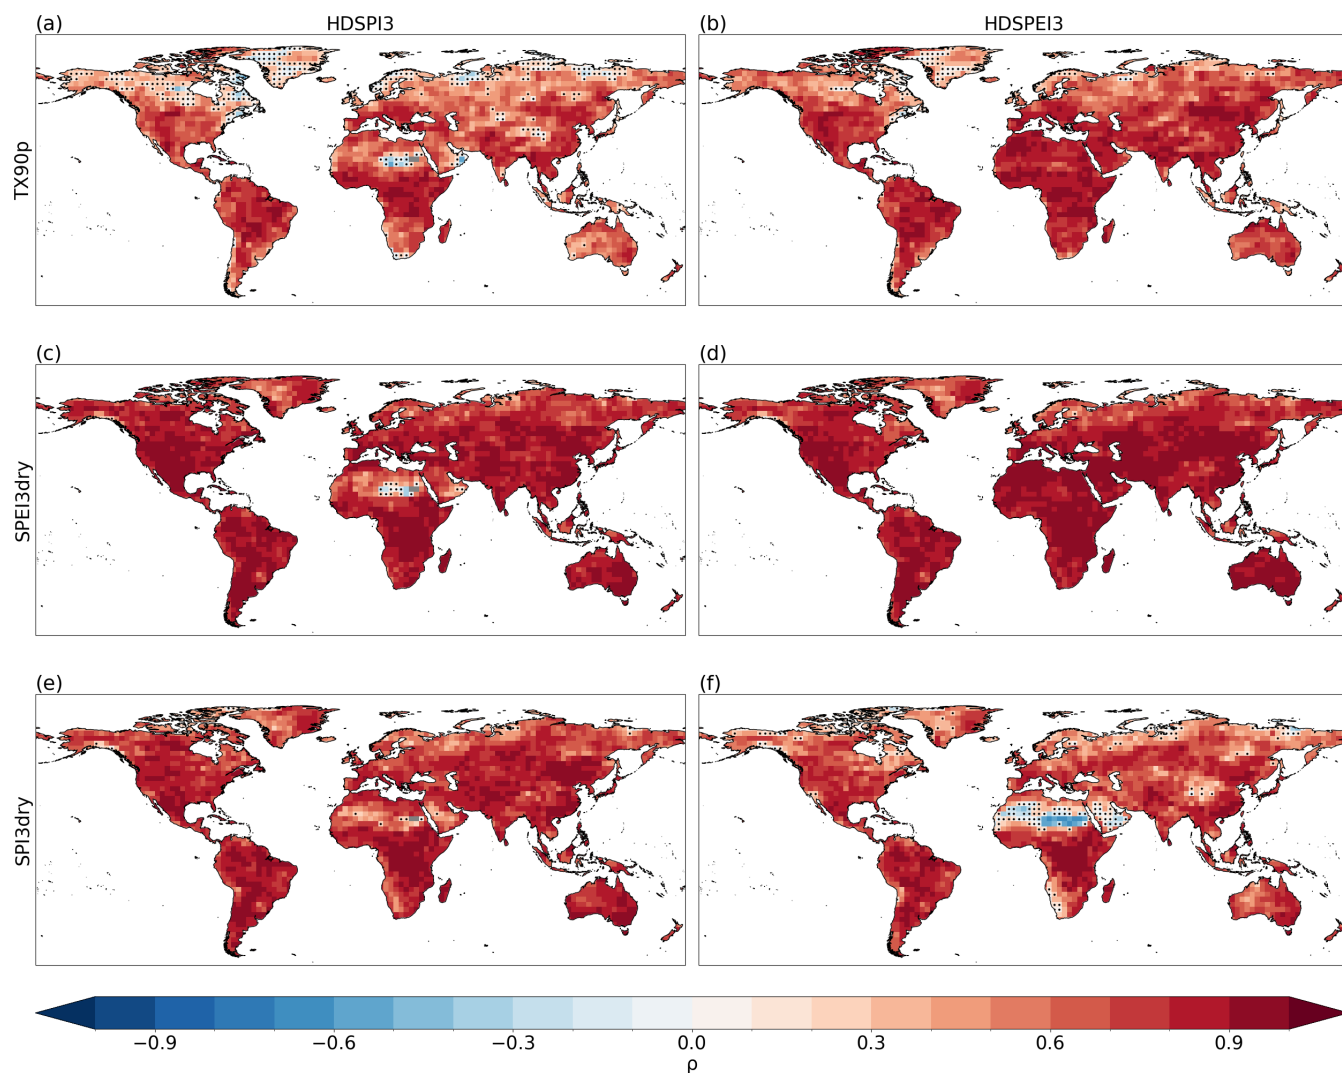 (a) HDSPI3
(b) HDSPEI3
TX90p
(c)
(d)
SPEI3dry
(e)
(f)
SPI3dry
−0.9 −0.6 −0.3 0.0 0.3 0.6 0.9
ρ